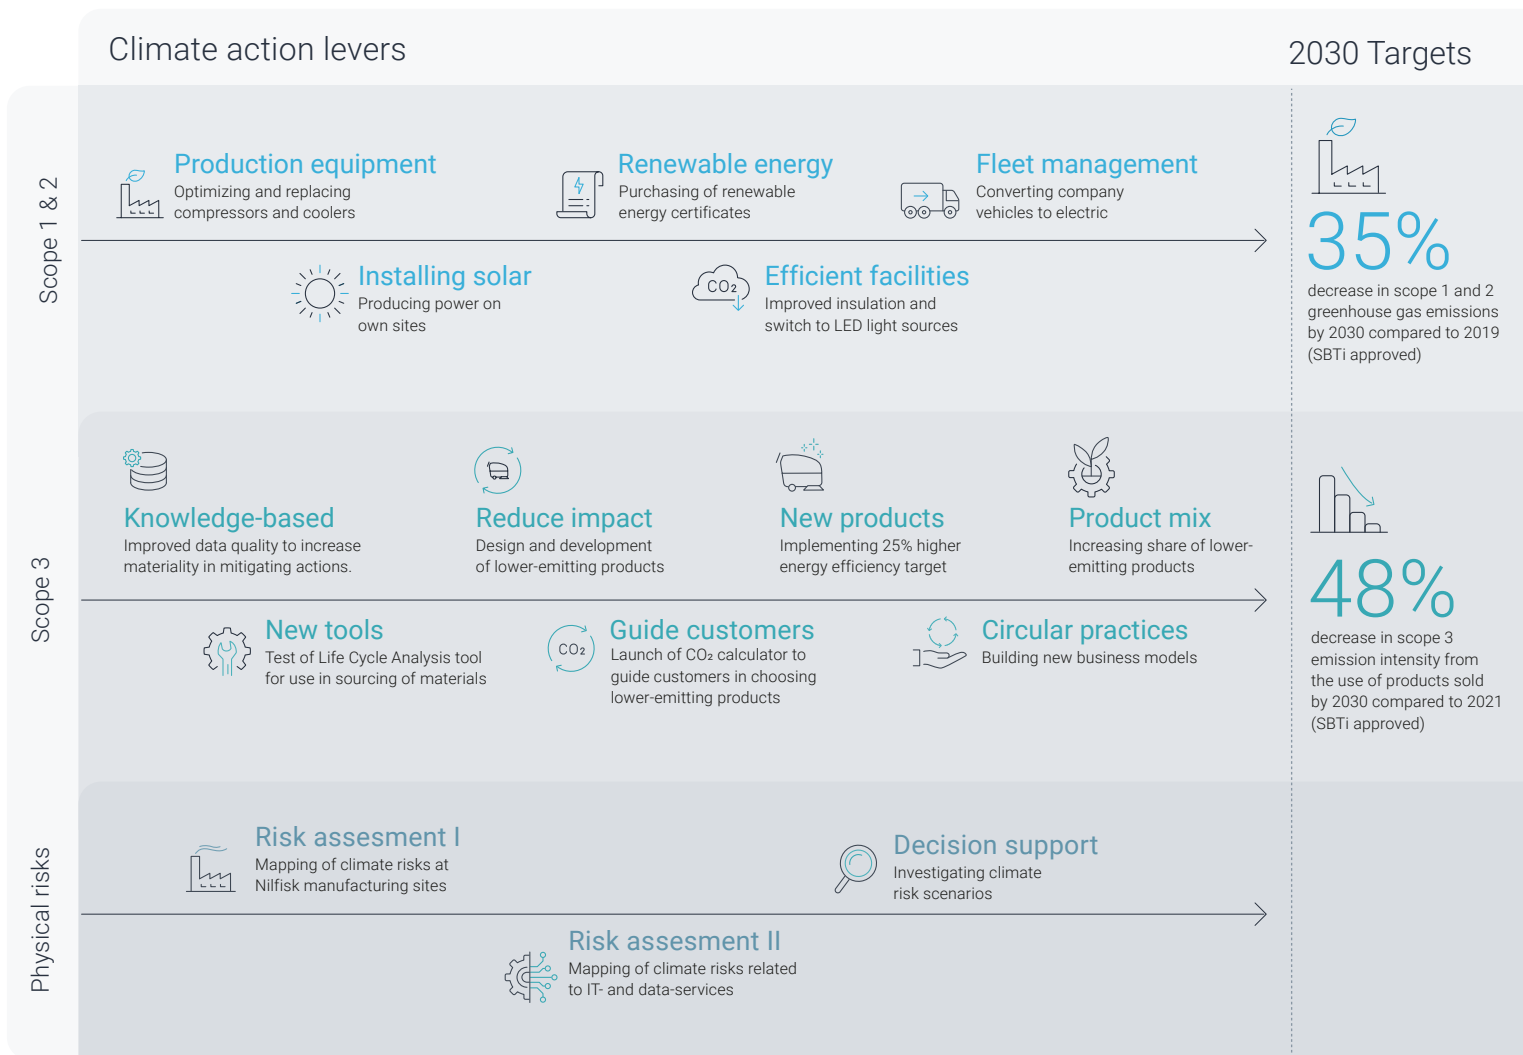 Climate action levers
2030 Targets
Scope 1 & 2
Production equipment
Optimizing and replacing
compressors and coolers
Renewable energy
Purchasing of renewable
energy certificates
Fleet management
Converting company
vehicles to electric
Installing solar
Producing power on
own sites
CO₂
Efficient facilities
Improved insulation and
switch to LED light sources
35%
decrease in scope 1 and 2
greenhouse gas emissions
by 2030 compared to 2019
(SBTi approved)
Scope 3
Knowledge-based
Improved data quality to increase
materiality in mitigating actions.
Reduce impact
Design and development
of lower-emitting products
New products
Implementing 25% higher
energy efficiency target
Product mix
Increasing share of lower-
emitting products
New tools
Test of Life Cycle Analysis tool
for use in sourcing of materials
CO₂
Guide customers
Launch of CO₂ calculator to
guide customers in choosing
lower-emitting products
Circular practices
Building new business models
48%
decrease in scope 3
emission intensity from
the use of products sold
by 2030 compared to 2021
(SBTi approved)
Physical risks
Risk assesment I
Mapping of climate risks at
Nilfisk manufacturing sites
Decision support
Investigating climate
risk scenarios
Risk assesment II
Mapping of climate risks related
to IT- and data-services